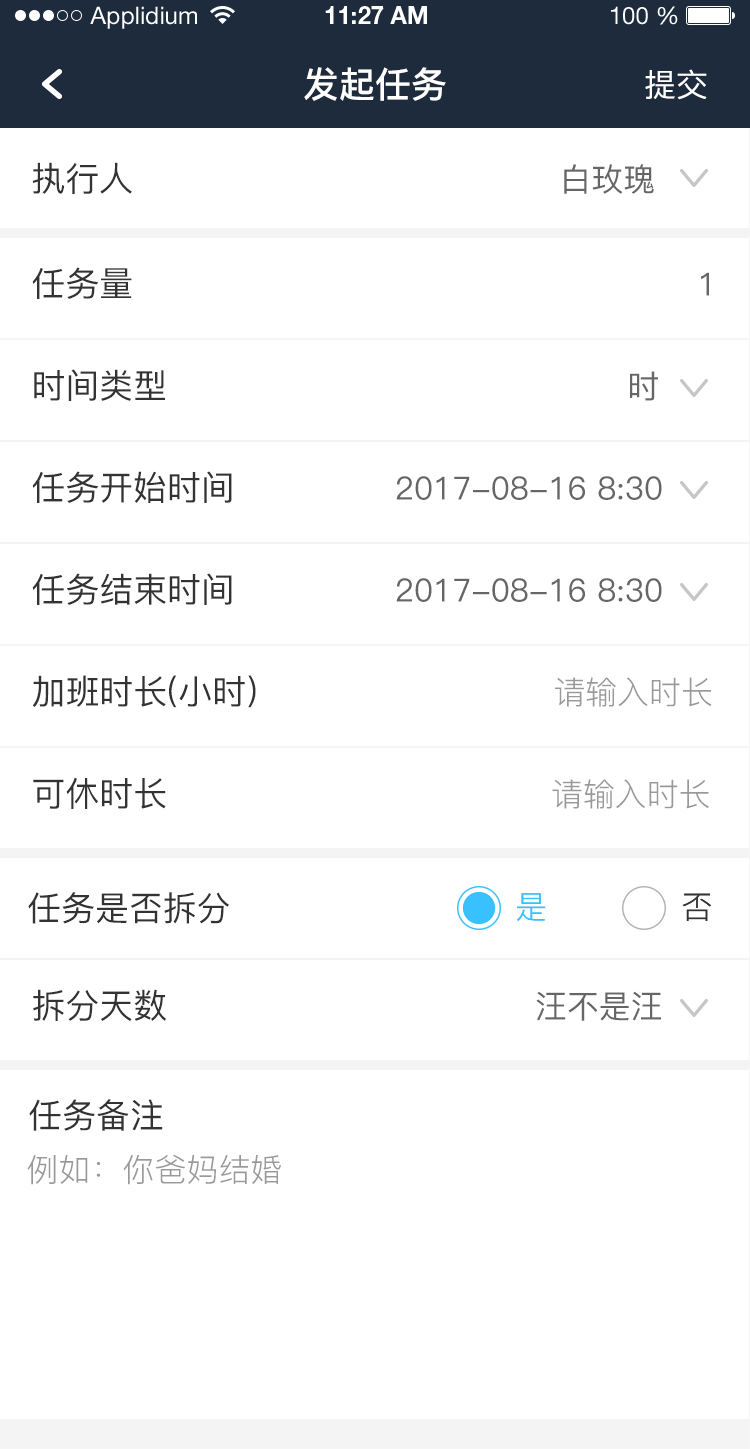 Applidium 11:27 AM 100 %
发起任务 提交
执行人 白玫瑰
任务量 1
时间类型 时
任务开始时间 2017-08-16 8:30
任务结束时间 2017-08-16 8:30
加班时长(小时) 请输入时长
可休时长 请输入时长
任务是否拆分 是 否
拆分天数 汪不是汪
任务备注
例如：你爸妈结婚